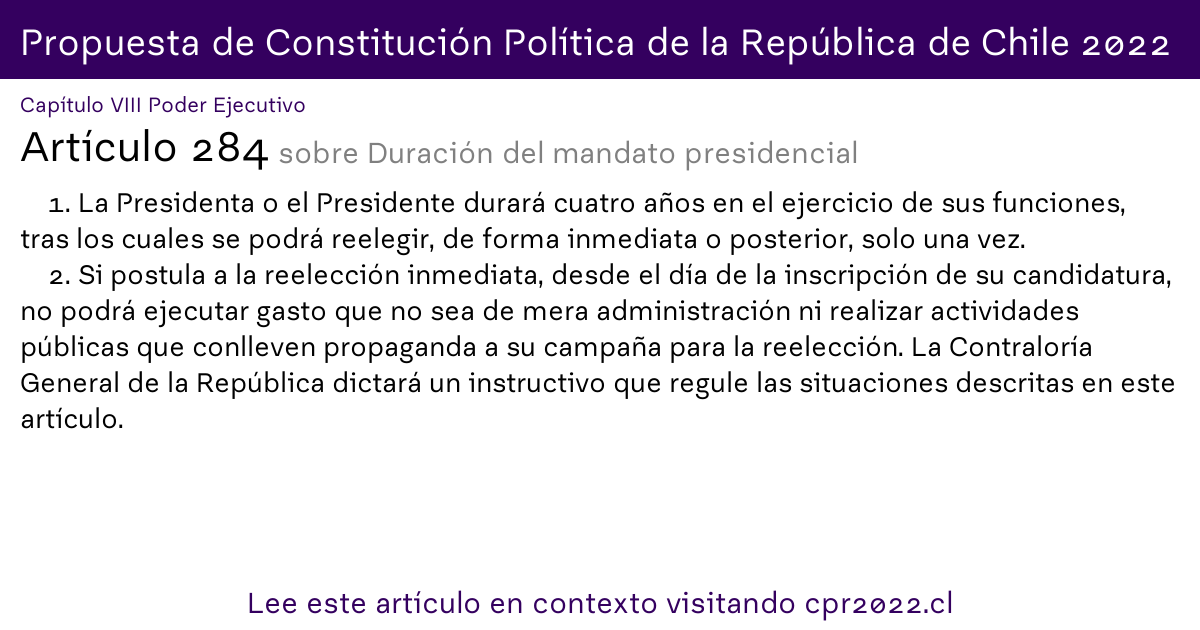 Propuesta de Constitución Política de la República de Chile 2022
Capítulo VIII Poder Ejecutivo
Artículo 284 sobre Duración del mandato presidencial
1. La Presidenta o el Presidente durará cuatro años en el ejercicio de sus funciones,
tras los cuales se podrá reelegir, de forma inmediata o posterior, solo una vez.
2. Si postula a la reelección inmediata, desde el día de la inscripción de su candidatura,
no podrá ejecutar gasto que no sea de mera administración ni realizar actividades
públicas que conlleven propaganda a su campaña para la reelección. La Contraloría
General de la República dictará un instructivo que regule las situaciones descritas en este
artículo.
Lee este artículo en contexto visitando cpr2022.cl